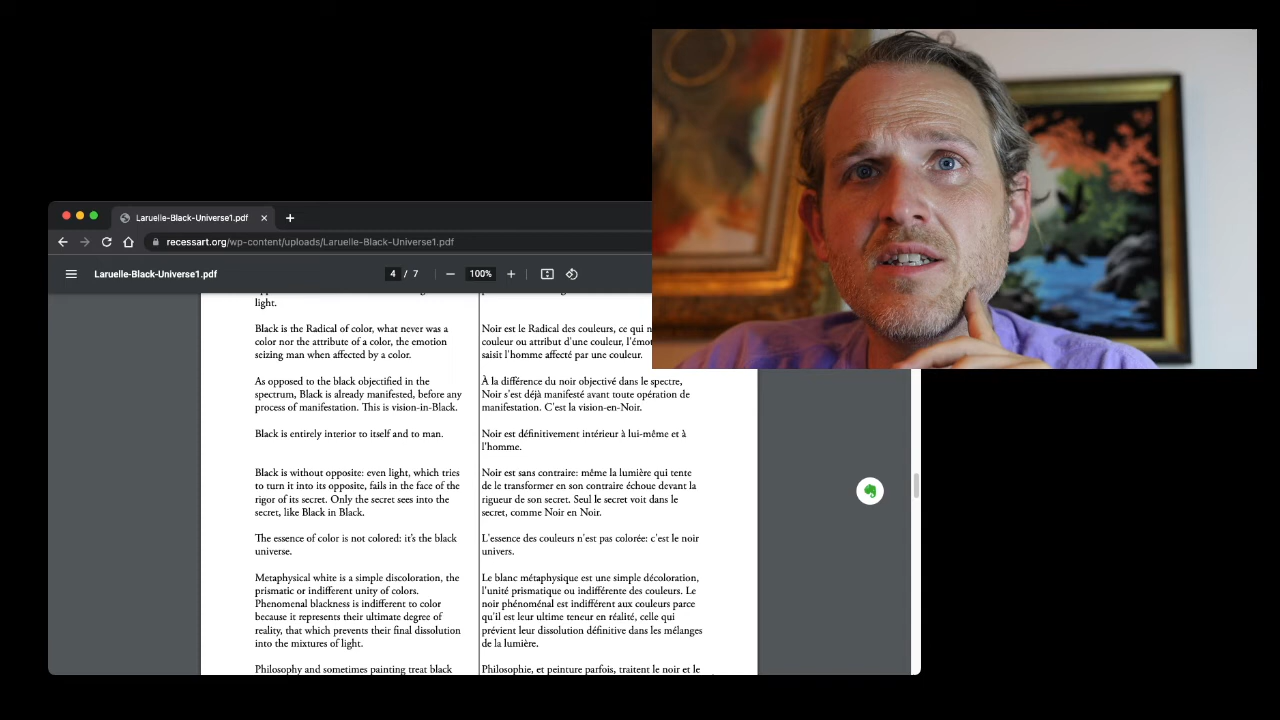 Laruelle-Black-Universe1.pdf
recessart.org/wp-content/uploads/Laruelle-Black-Universe1.pdf
Laruelle-Black-Universe1.pdf
4 / 7
100%
light.
Black is the Radical of color, what never was a
color nor the attribute of a color, the emotion
seizing man when affected by a color.
As opposed to the black objectified in the
spectrum, Black is already manifested, before any
process of manifestation. This is vision-in-Black.
Black is entirely interior to itself and to man.
Black is without opposite: even light, which tries
to turn it into its opposite, fails in the face of the
rigor of its secret. Only the secret sees into the
secret, like Black in Black.
The essence of color is not colored: it's the black
universe.
Metaphysical white is a simple discoloration, the
prismatic or indifferent unity of colors.
Phenomenal blackness is indifferent to color
because it represents their ultimate degree of
reality, that which prevents their final dissolution
into the mixtures of light.
Philosophy and sometimes painting treat black
Noir est le Radical des couleurs, ce qui n
couleur ou attribut d'une couleur, l'émot
saisit l'homme affecté par une couleur.
À la différence du noir objectivé dans le spectre,
Noir s'est déjà manifesté avant toute opération de
manifestation. C'est la vision-en-Noir.
Noir est définitivement intérieur à lui-même et à
l'homme.
Noir est sans contraire: même la lumière qui tente
de le transformer en son contraire échoue devant la
rigueur de son secret. Seul le secret voit dans le
secret, comme Noir en Noir.
L'essence des couleurs n'est pas colorée: c'est le noir
univers.
Le blanc métaphysique est une simple décoloration,
l'unité prismatique ou indifférente des couleurs. Le
noir phénoménal est indifférent aux couleurs parce
qu'il est leur ultime teneur en réalité, celle qui
prévient leur dissolution définitive dans les mélanges
de la lumière.
Philosophie, et peinture parfois, traitent le noir et le